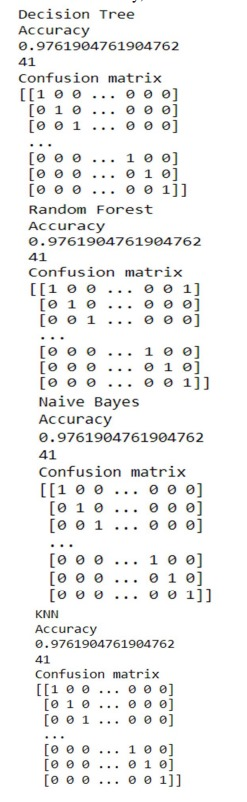 Decision Tree
Accuracy
0.9761904761904762
41
Confusion matrix
[[1 0 0 ... 0 0 0]
[0 1 0 ... 0 0 0]
[0 0 1 ... 0 0 0]
...
[0 0 0 ... 1 0 0]
[0 0 0 ... 0 1 0]
[0 0 0 ... 0 0 1]]
Random Forest
Accuracy
0.9761904761904762
41
Confusion matrix
[[1 0 0 ... 0 0 1]
[0 1 0 ... 0 0 0]
[0 0 1 ... 0 0 0]
...
[0 0 0 ... 1 0 0]
[0 0 0 ... 0 1 0]
[0 0 0 ... 0 0 1]]
Naive Bayes
Accuracy
0.9761904761904762
41
Confusion matrix
[[1 0 0 ... 0 0 0]
[0 1 0 ... 0 0 0]
[0 0 1 ... 0 0 0]
...
[0 0 0 ... 1 0 0]
[0 0 0 ... 0 1 0]
[0 0 0 ... 0 0 1]]
KNN
Accuracy
0.9761904761904762
41
Confusion matrix
[[1 0 0 ... 0 0 0]
[0 1 0 ... 0 0 0]
[0 0 1 ... 0 0 0]
...
[0 0 0 ... 1 0 0]
[0 0 0 ... 0 1 0]
[0 0 0 ... 0 0 1]]